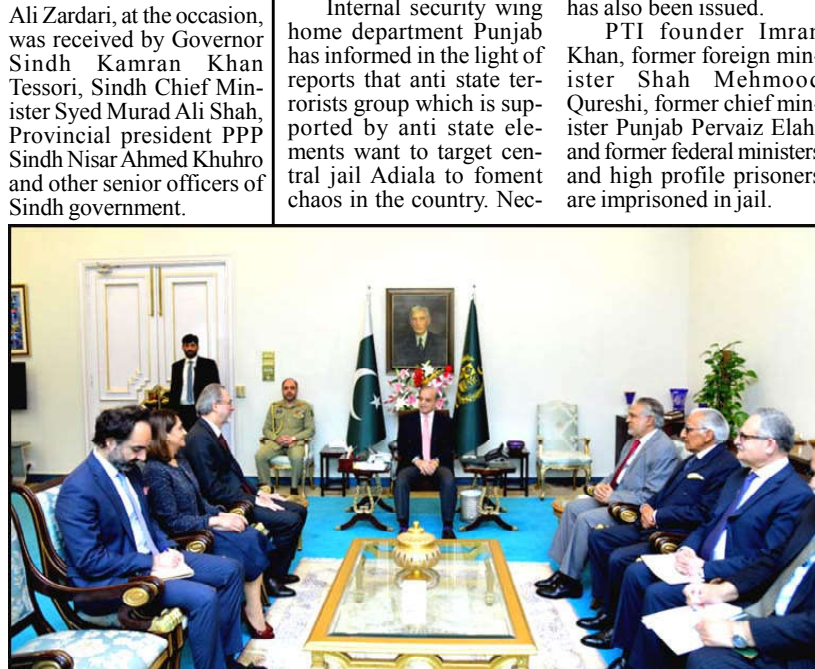 Ali Zardari, at the occasion,
was received by Governor
Sindh Kamran Khan
Tessori, Sindh Chief Min-
ister Syed Murad Ali Shah,
Provincial president PPP
Sindh Nisar Ahmed Khuhro
and other senior officers of
Sindh government.
Internal security wing
home department Punjab
has informed in the light of
reports that anti state ter-
rorists group which is sup-
ported by anti state ele-
ments want to target cen-
tral jail Adiala to foment
chaos in the country. Nec-
has also been issued.
PTI founder Imran
Khan, former foreign min-
ister Shah Mehmood
Qureshi, former chief min-
ister Punjab Pervaiz Elah
and former federal ministers
and high profile prisoners
are imprisoned in jail.